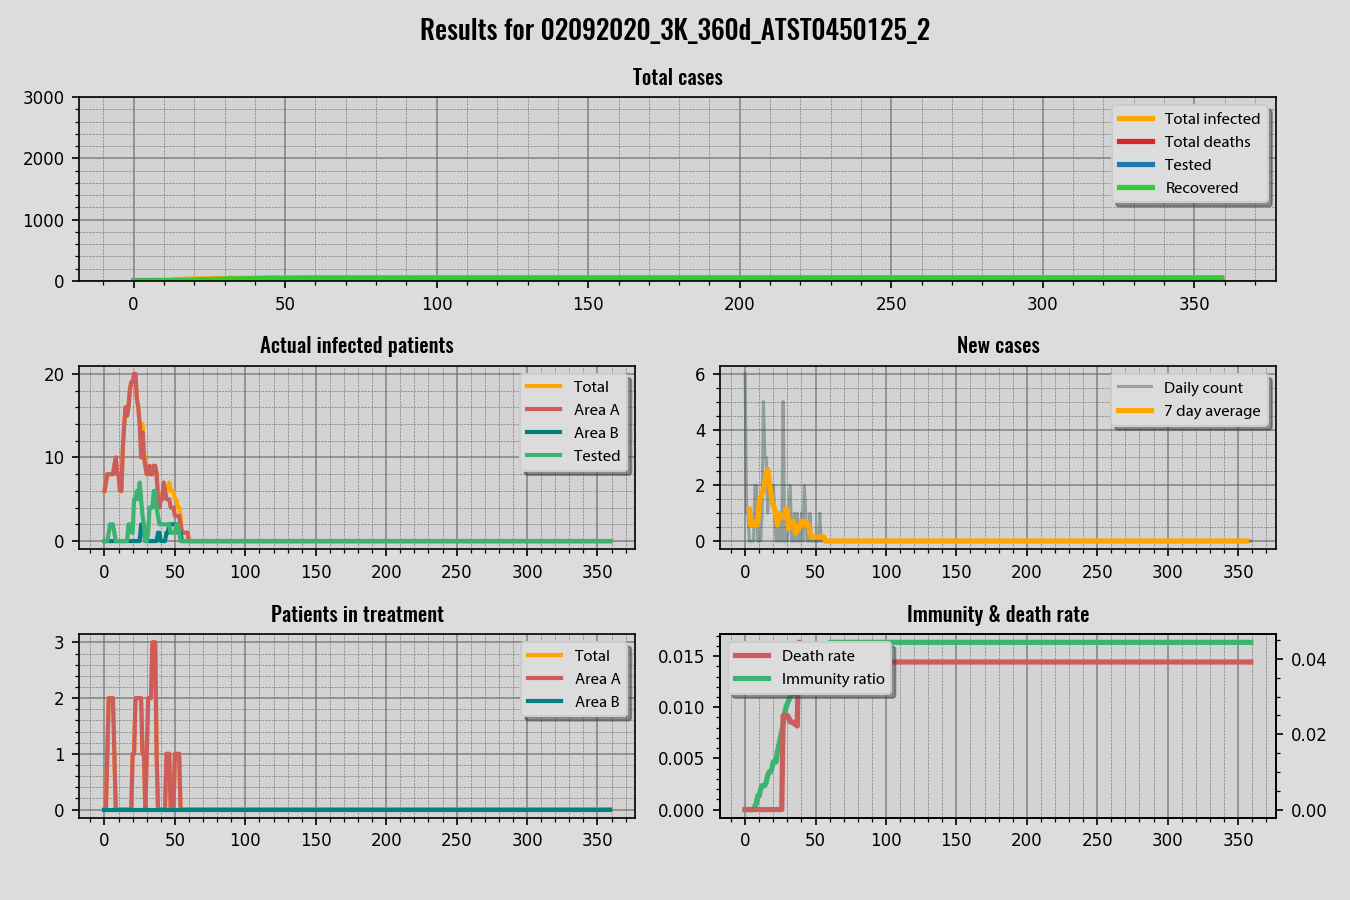 Results for 02092020_3K_360d_ATST0450125_2
Total cases
3000
2000
1000
0
Total infected
Total deaths
Tested
Recovered
0 50 100 150 200 250 300 350
Actual infected patients
20
10
0
Total
Area A
Area B
Tested
0 50 100 150 200 250 300 350
New cases
6
4
2
0
Daily count
7 day average
0 50 100 150 200 250 300 350
Patients in treatment
3
2
1
0
Total
Area A
Area B
0 50 100 150 200 250 300 350
Immunity & death rate
0.015
0.010
0.005
0.000
Death rate
Immunity ratio
0.04
0.02
0.00
0 50 100 150 200 250 300 350